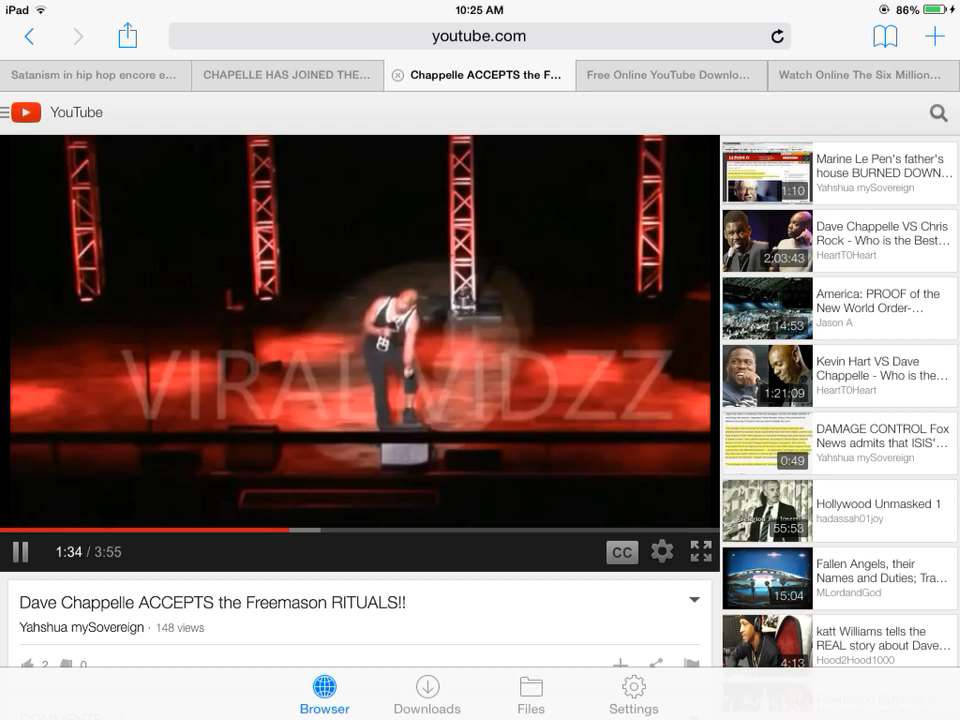 iPad
10:25 AM
86%
youtube.com
Satanism in hip hop encore e...
CHAPELLE HAS JOINED THE...
Chappelle ACCEPTS the F...
Free Online YouTube Downlo...
Watch Online The Six Million...
YouTube
VIRAL VIDZZ
1:34 / 3:55
CC
Dave Chappelle ACCEPTS the Freemason RITUALS!!
Yahshua mySovereign · 148 views
2
0
Marine Le Pen's father's
house BURNED DOWN...
Yahshua mySovereign
1:10
Dave Chappelle VS Chris
Rock - Who is the Best...
HeartT0Heart
2:03:43
America: PROOF of the
New World Order-...
Jason A
14:53
Kevin Hart VS Dave
Chappelle - Who is the...
HeartT0Heart
1:21:09
DAMAGE CONTROL Fox
News admits that ISIS'...
Yahshua mySovereign
0:49
Hollywood Unmasked 1
hadassah01joy
55:53
Fallen Angels, their
Names and Duties; Tra...
MLordandGod
15:04
katt Williams tells the
REAL story about Dave...
Hood2Hood1000
4:13
COMMENTS
Browser
Downloads
Files
Settings